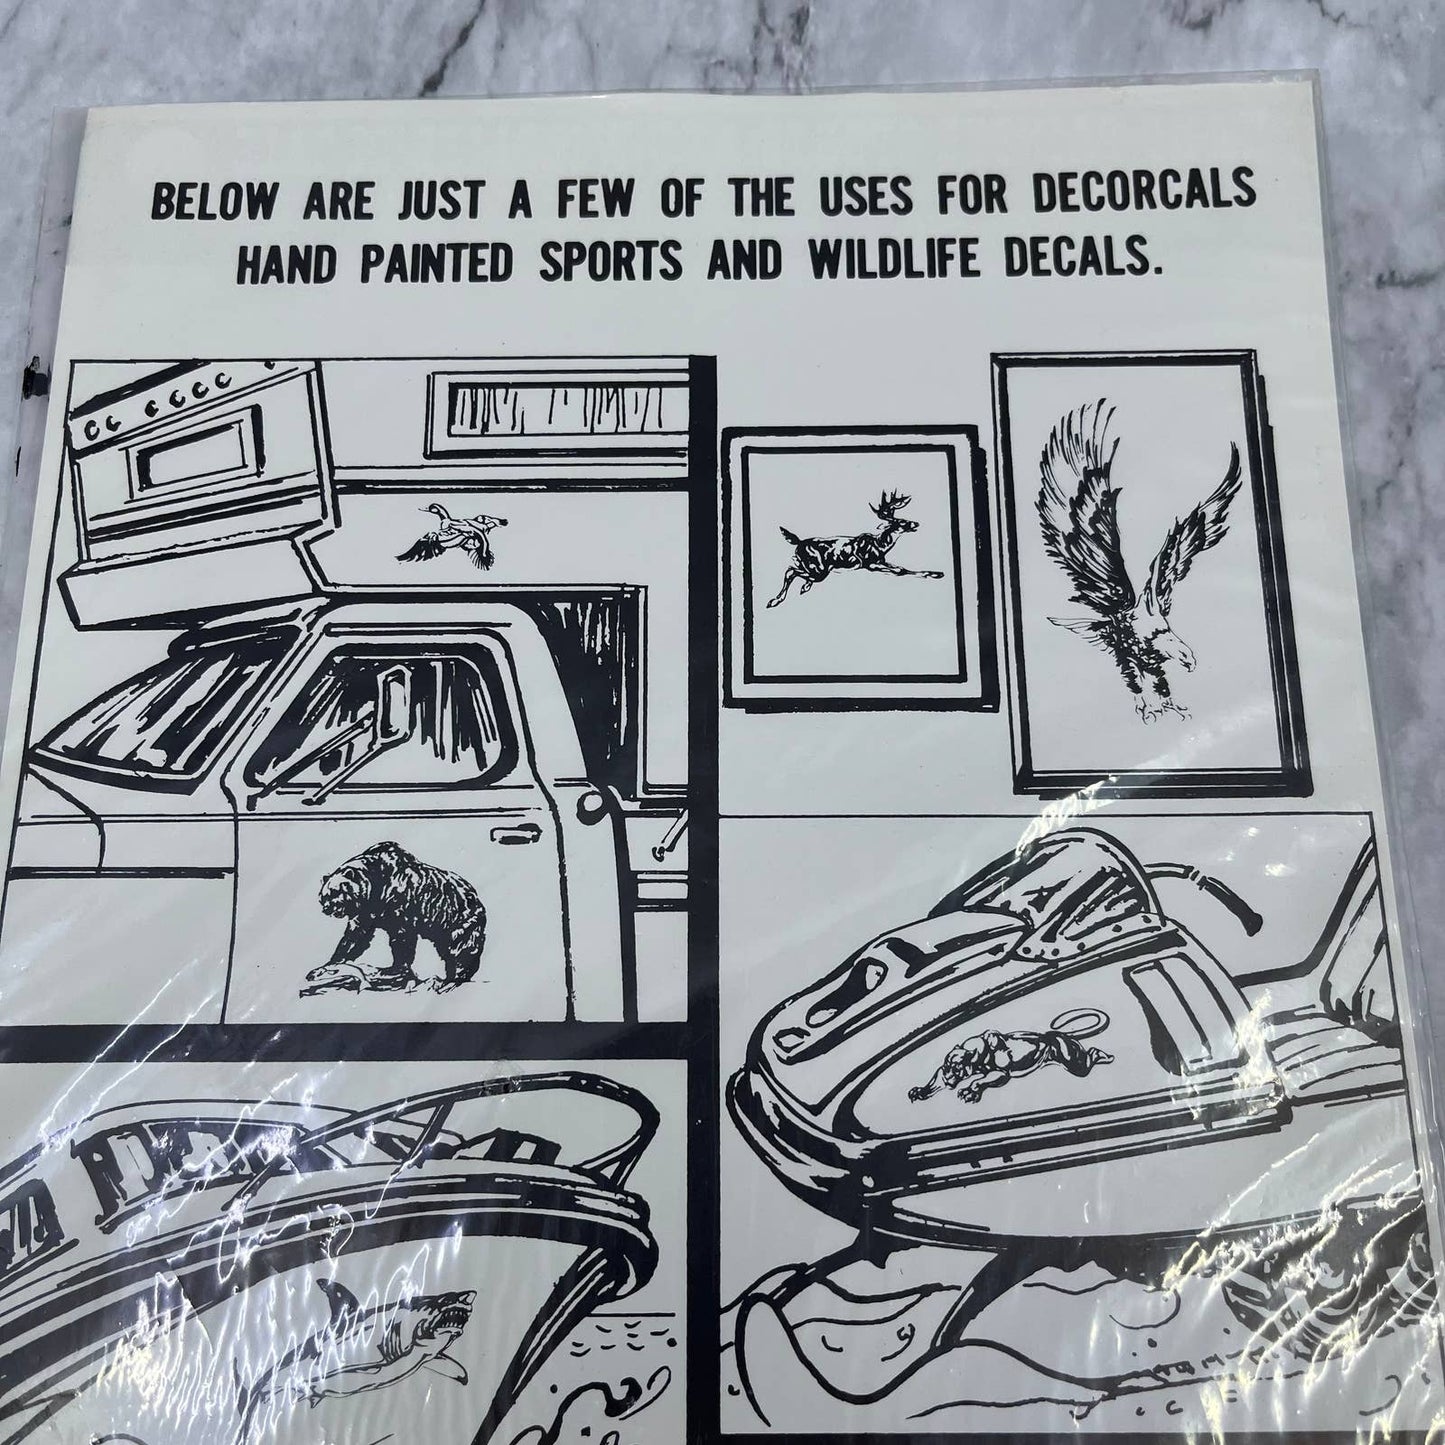 BELOW ARE JUST A FEW OF THE USES FOR DECORCALS
HAND PAINTED SPORTS AND WILDLIFE DECALS.